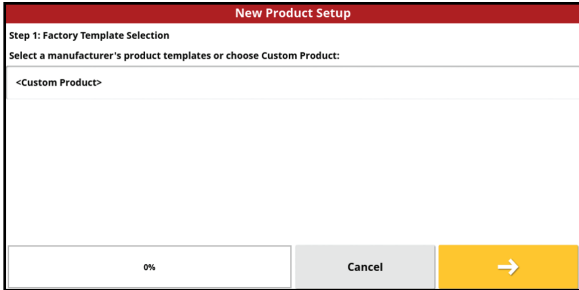 New Product Setup
Step 1: Factory Template Selection
Select a manufacturer's product templates or choose Custom Product:
<Custom Product>
0%
Cancel